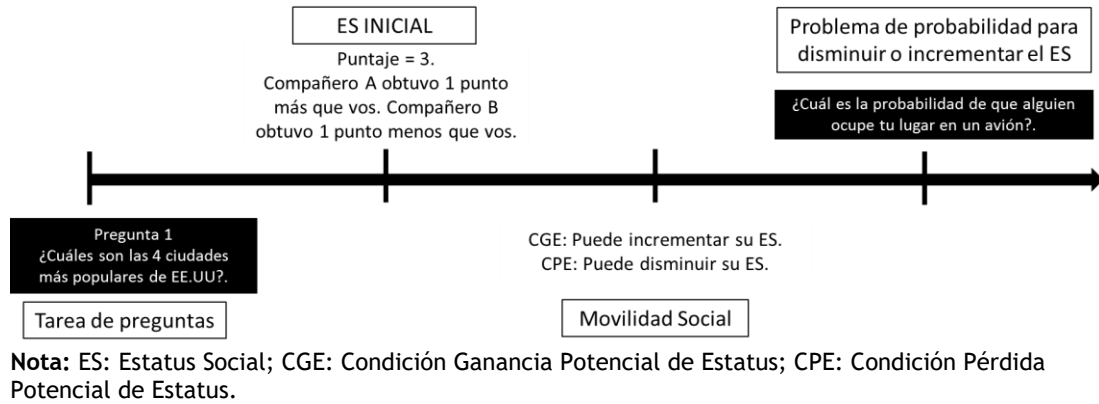 ES INICIAL
Puntaje = 3.
Compañero A obtuvo 1 punto
más que vos. Compañero B
obtuvo 1 punto menos que vos.
Problema de probabilidad para
disminuir o incrementar el ES
¿Cuál es la probabilidad de que alguien
ocupe tu lugar en un avión?.
Pregunta 1
¿Cuáles son las 4 ciudades
más populares de EE.UU?.
Tarea de preguntas
CGE: Puede incrementar su ES.
CPE: Puede disminuir su ES.
Movilidad Social
Nota: ES: Estatus Social; CGE: Condición Ganancia Potencial de Estatus; CPE: Condición Pérdida
Potencial de Estatus.